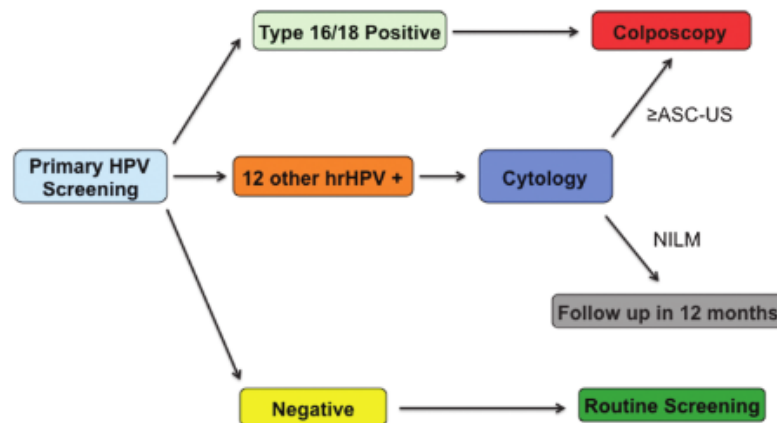 Type 16/18 Positive
Colposcopy
≥ASC-US
Primary HPV
Screening
12 other hrHPV +
Cytology
NILM
Follow up in 12 months
Negative
Routine Screening